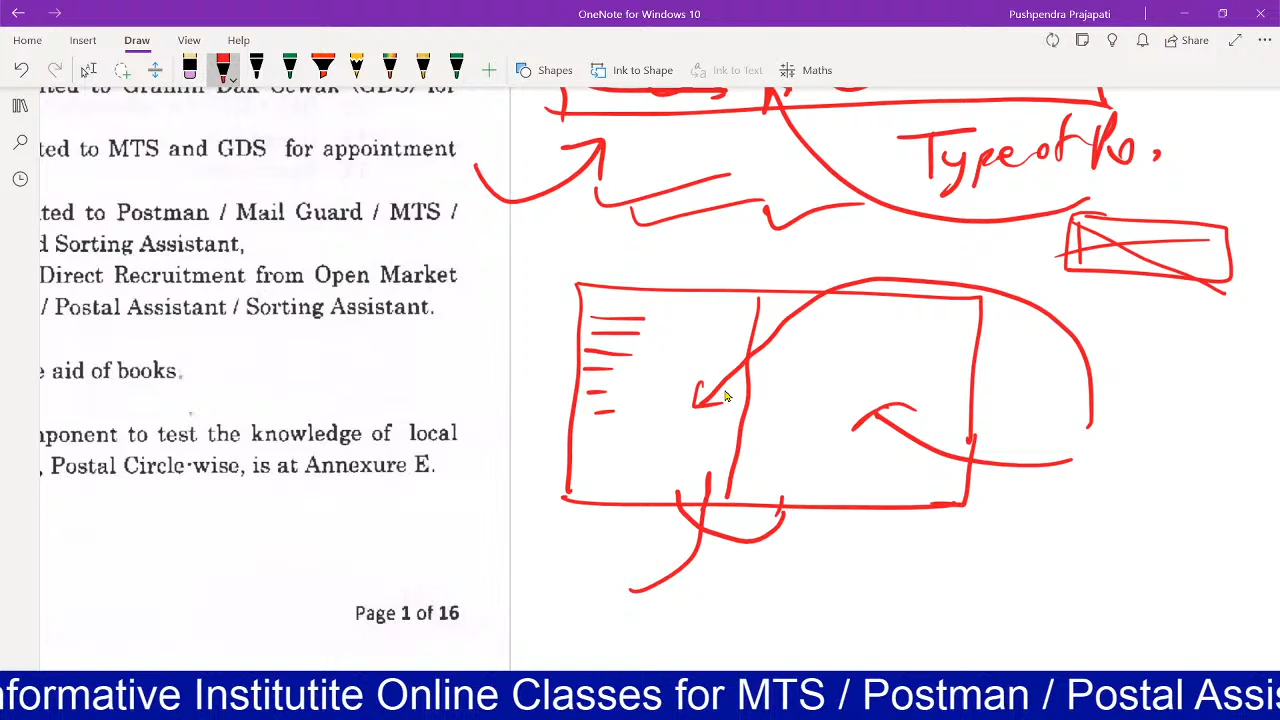 OneNote for Windows 10
Pushpendra Prajapati
Home
Insert
Draw
View
Help
Share
Shapes
Ink to Shape
Ink to Text
Maths
ted to MTS and GDS for appointment
ted to Postman / Mail Guard / MTS /
d Sorting Assistant,
Direct Recruitment from Open Market
/ Postal Assistant / Sorting Assistant.
e aid of books.
ponent to test the knowledge of local
, Postal Circle-wise, is at Annexure E.
Page 1 of 16
Type of Po.
nformative Institutite Online Classes for MTS / Postman / Postal Assis